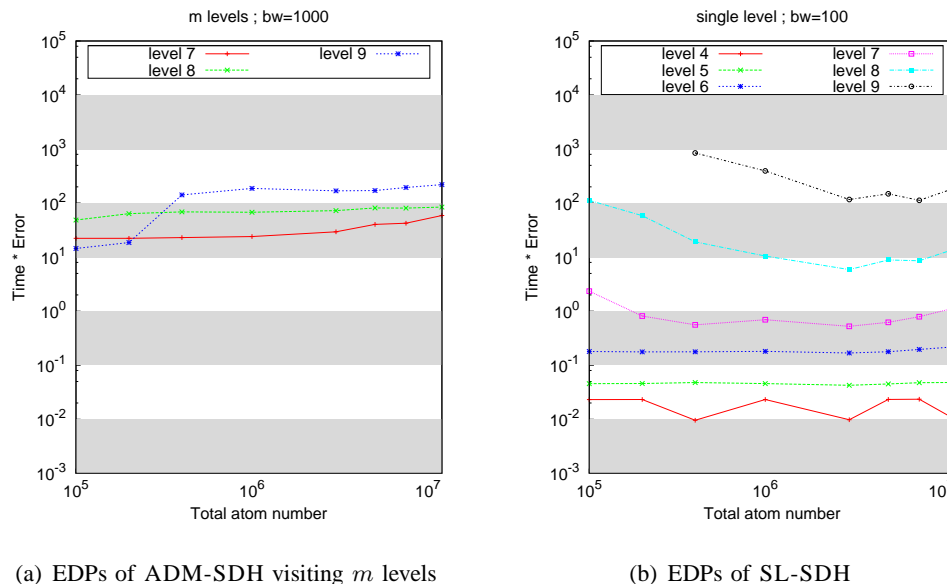 m levels ; bw=1000
level 7
level 8
level 9
10^5
10^4
10^3
10^2
10^1
10^0
10^-1
10^-2
10^-3
Time * Error
10^5 10^6 10^7
Total atom number
(a) EDPs of ADM-SDH visiting m levels
single level ; bw=100
level 4
level 5
level 6
level 7
level 8
level 9
10^5
10^4
10^3
10^2
10^1
10^0
10^-1
10^-2
10^-3
Time * Error
10^5 10^6 10
Total atom number
(b) EDPs of SL-SDH